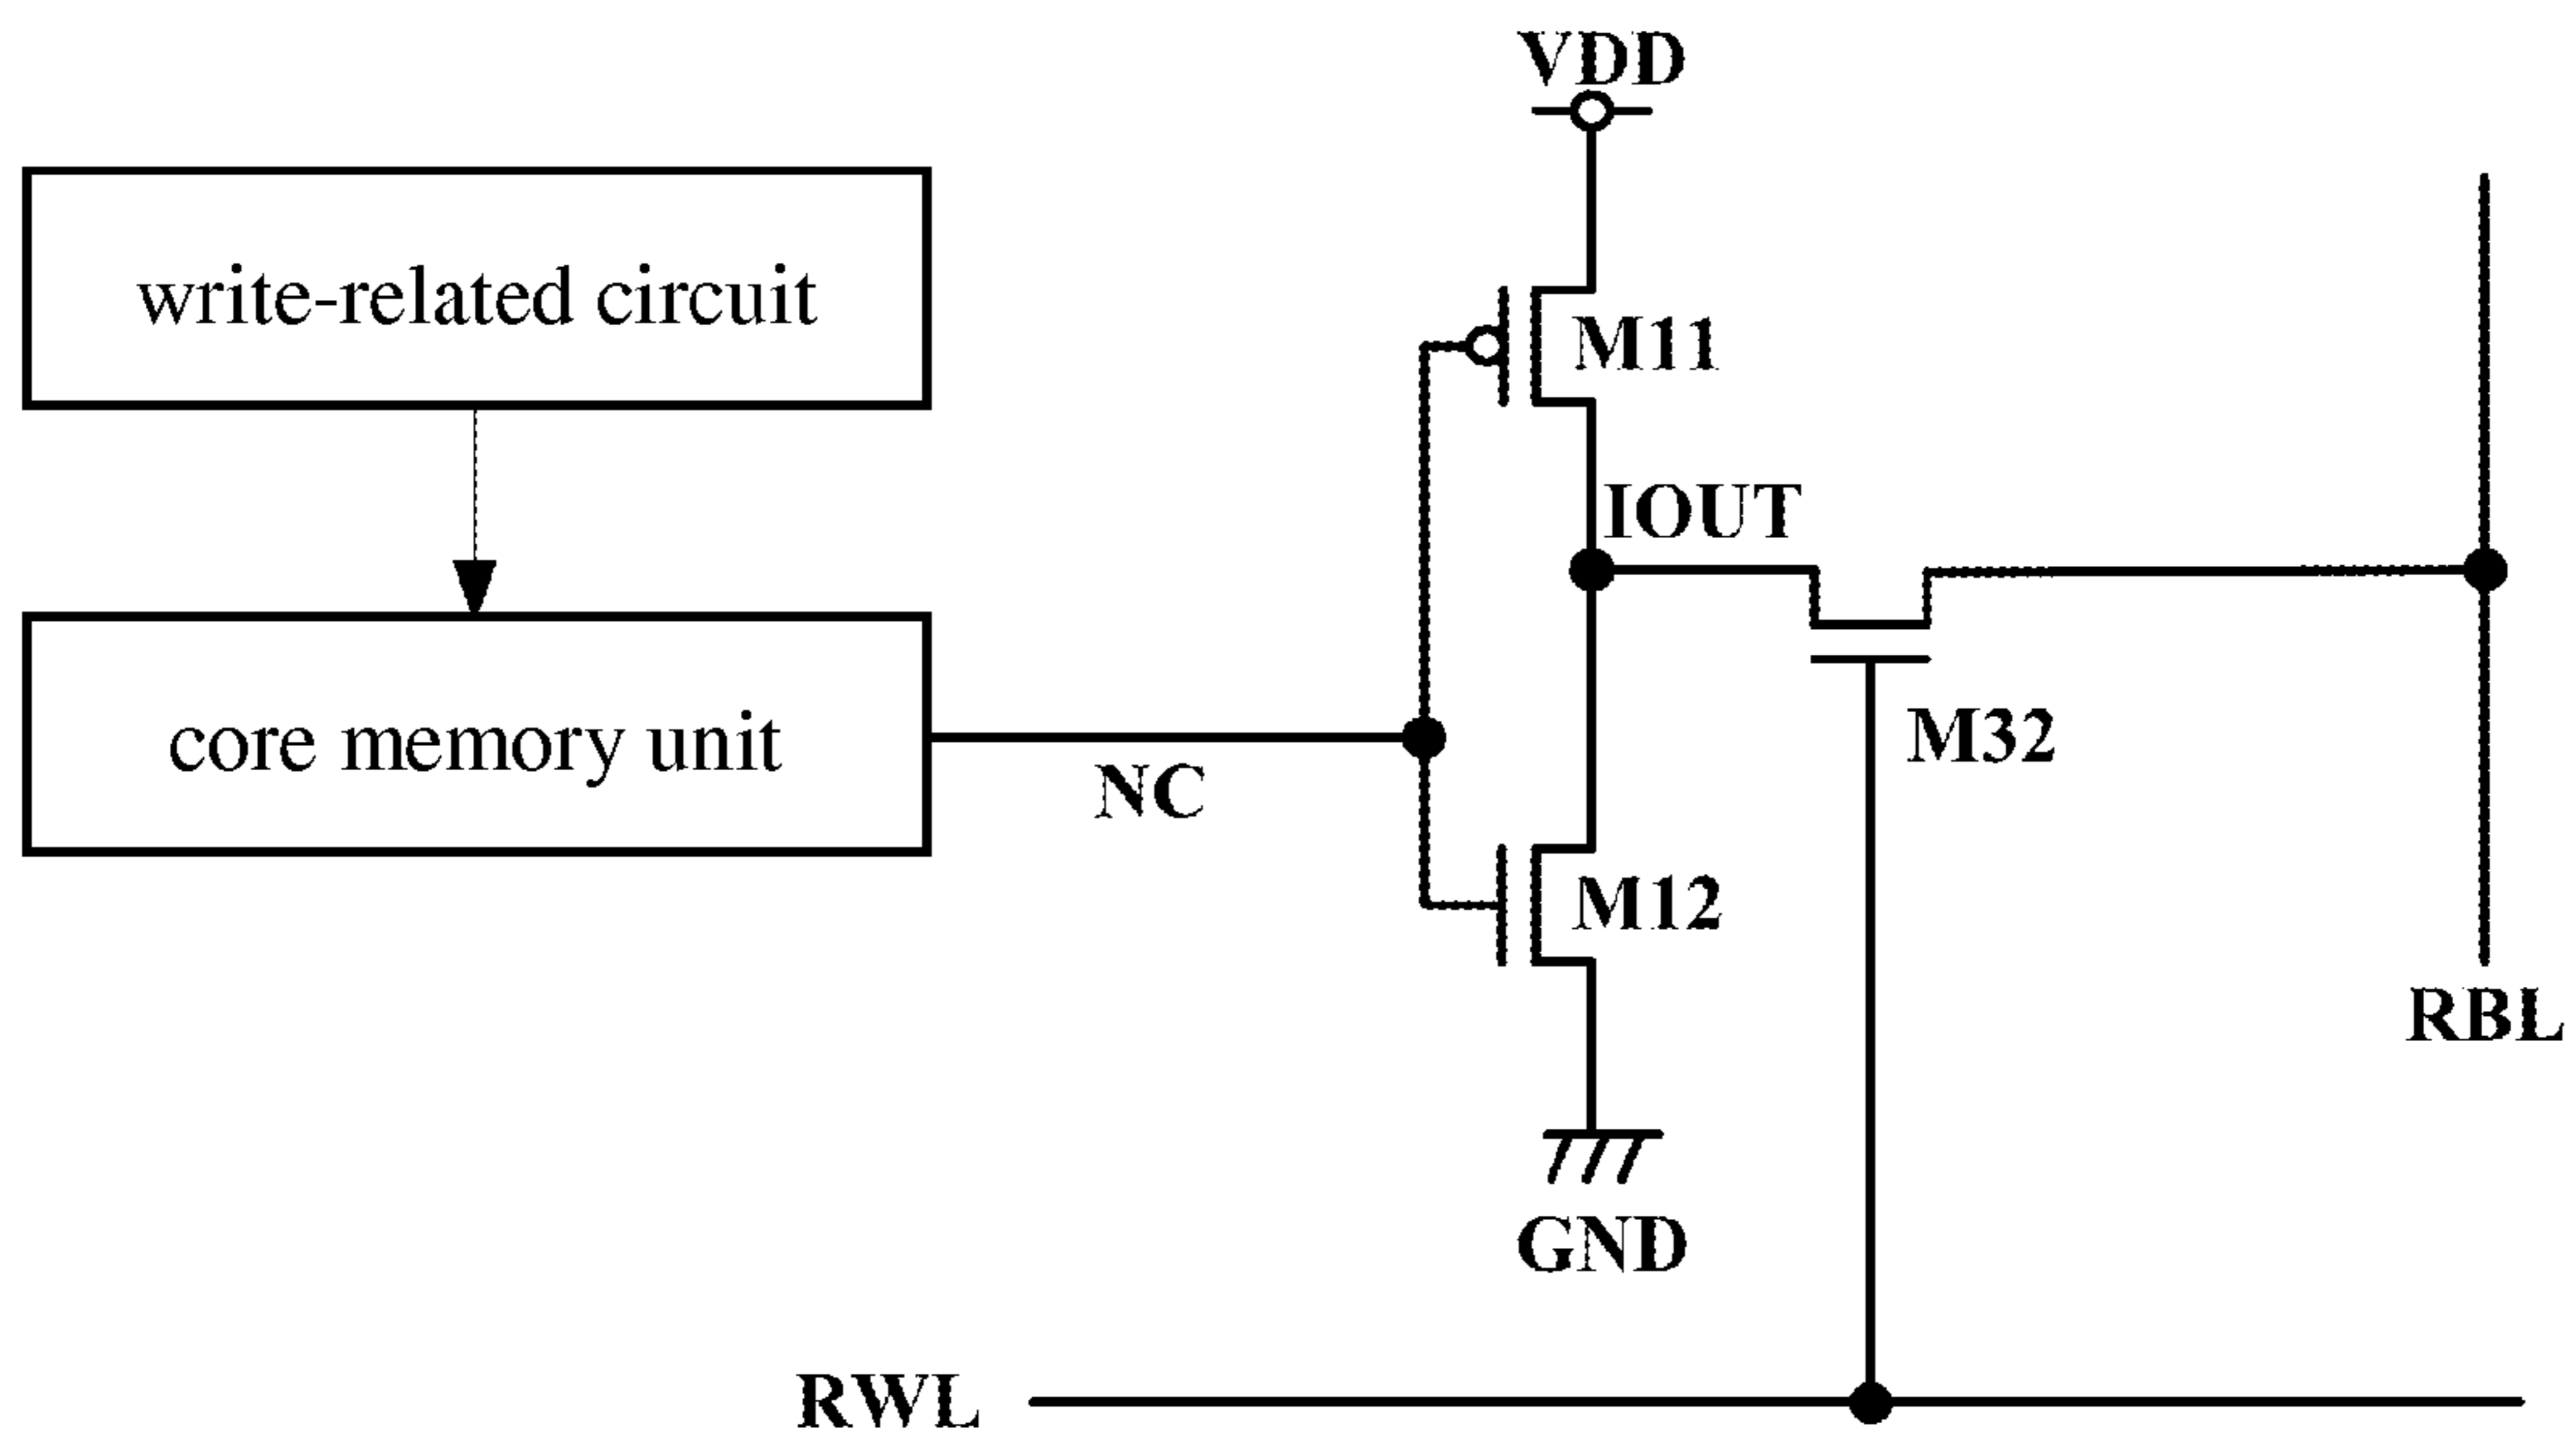 VDD
write-related circuit
M11
IOUT
core memory unit
NC
M32
M12
RBL
GND
RWL